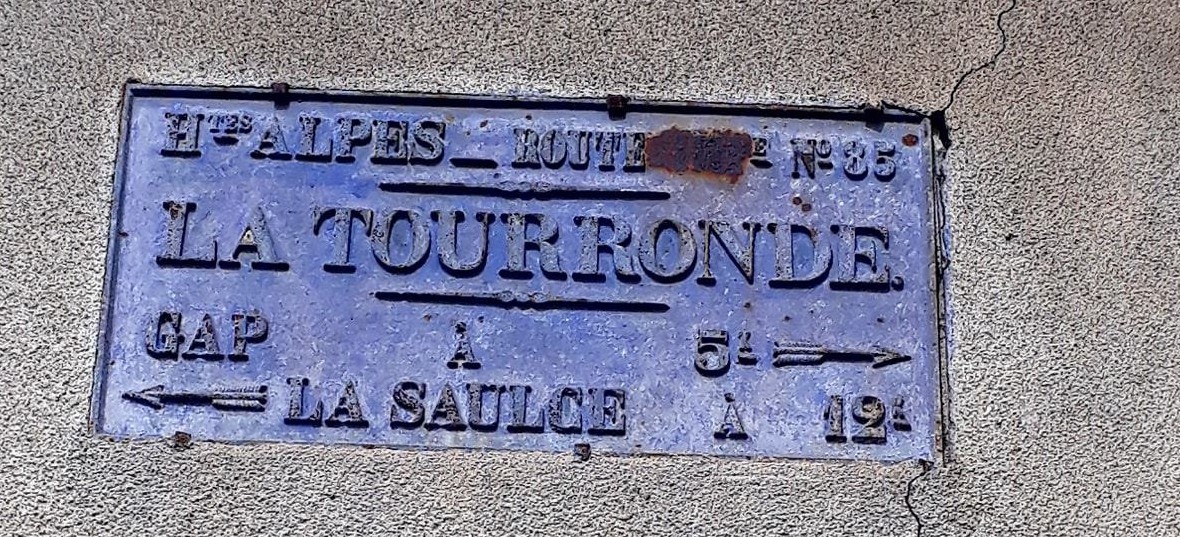 HTES ALPES _ ROUTE Nº 85
LA TOURRONDE.
GAP À 5K
LA SAULCE À 12K